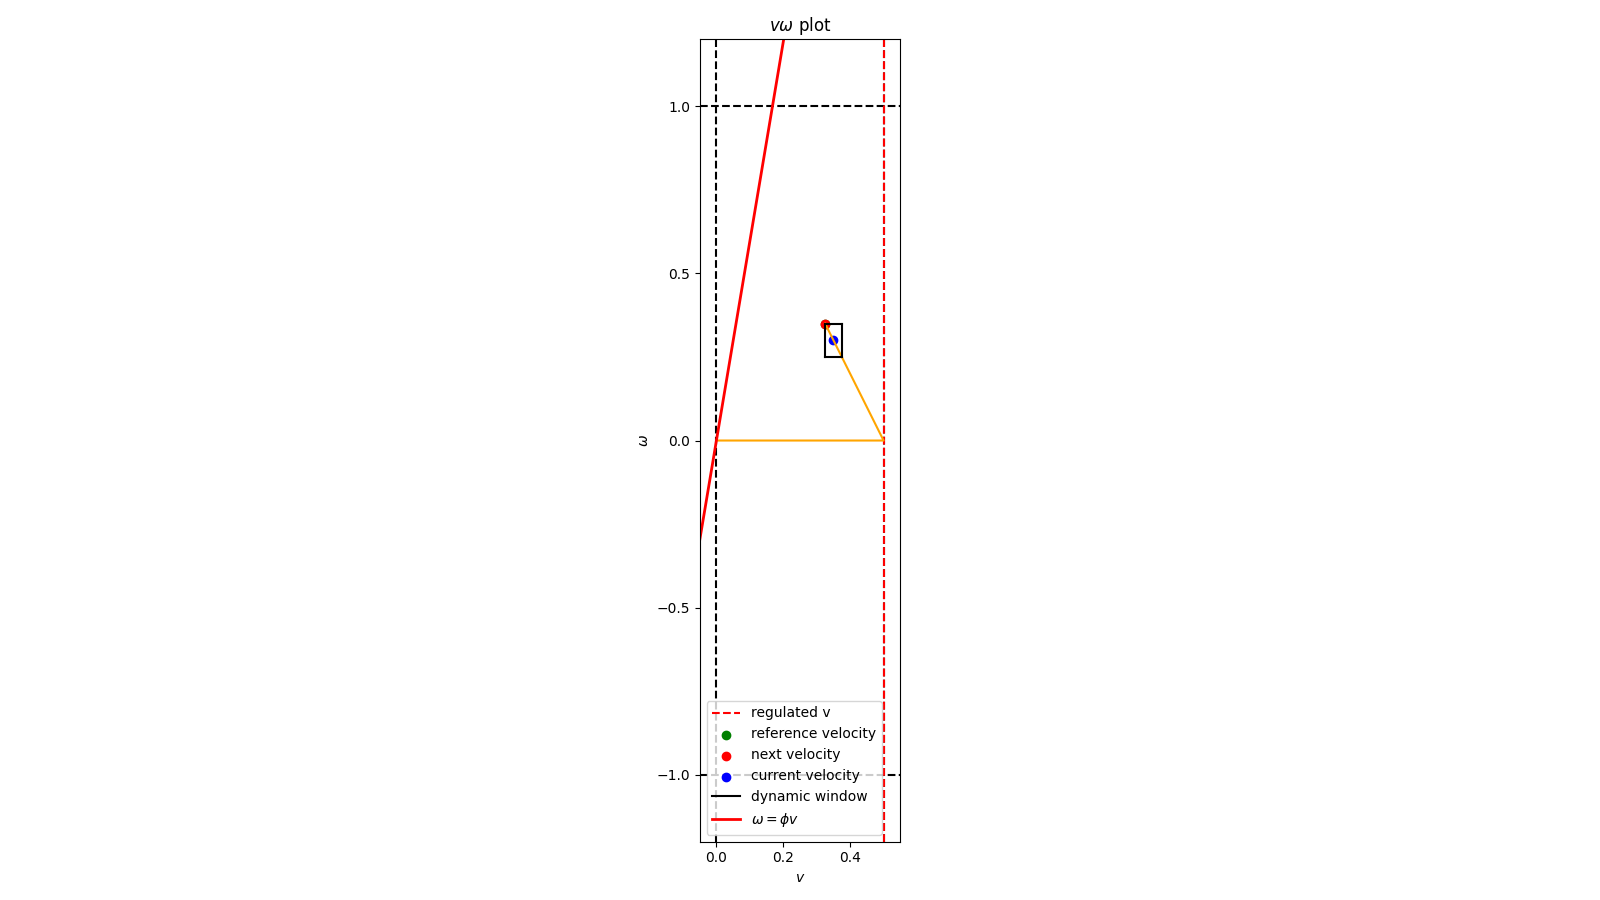 vω plot
1.0
0.5
ω
0.0
−0.5
−1.0
regulated v
reference velocity
next velocity
current velocity
dynamic window
ω = ϕv
0.0 0.2 0.4
v